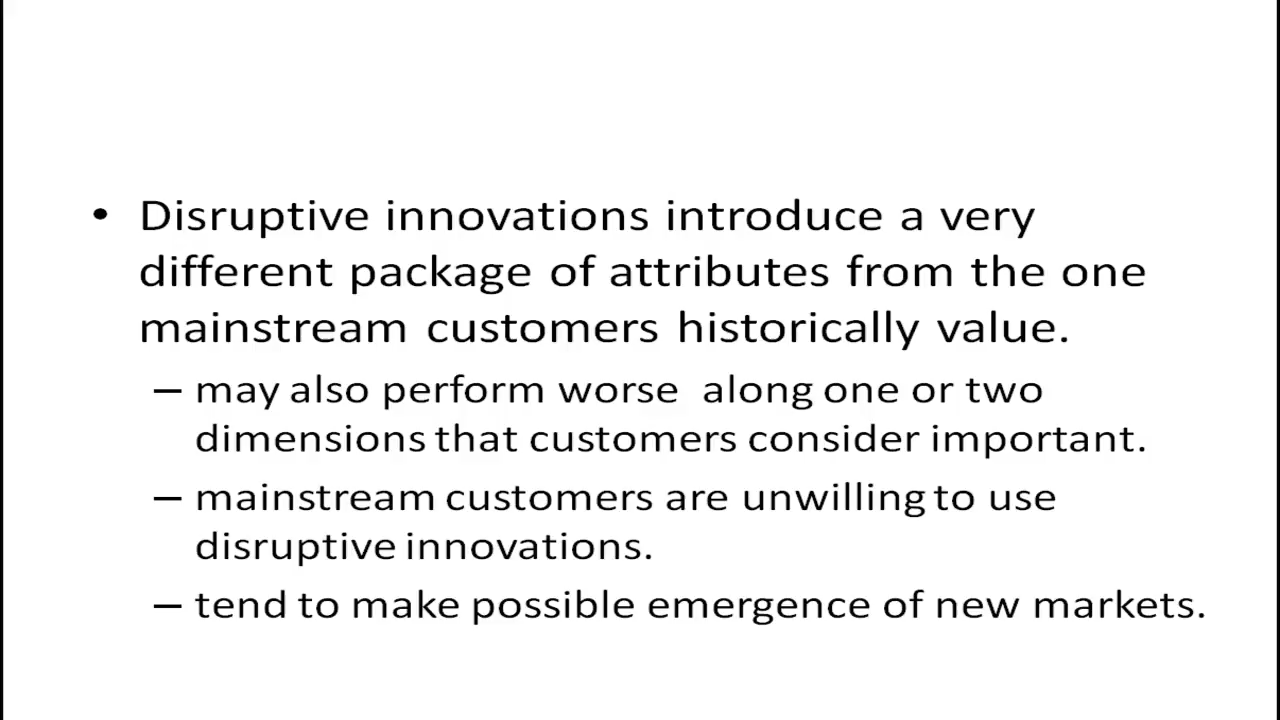 • Disruptive innovations introduce a very
different package of attributes from the one
mainstream customers historically value.
– may also perform worse along one or two
dimensions that customers consider important.
– mainstream customers are unwilling to use
disruptive innovations.
– tend to make possible emergence of new markets.